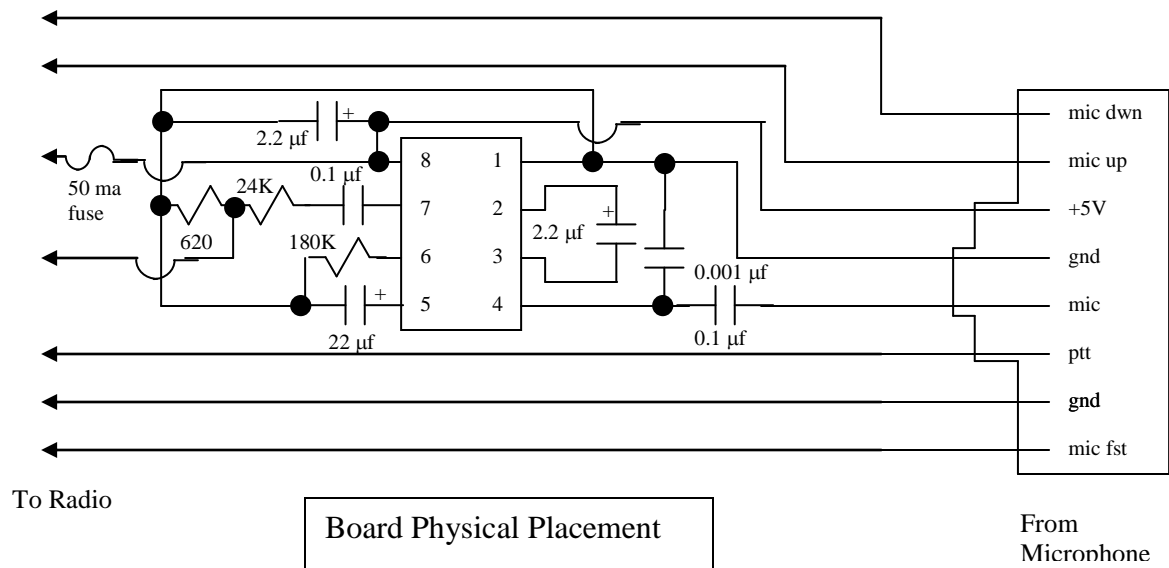 mic dwn
2.2 µf
+
mic up
50 ma
fuse
0.1 µf
8
1
24K
7
2
+
+5V
620
180K
2.2 µf
6
3
gnd
0.001 µf
5
4
+
mic
22 µf
0.1 µf
ptt
gnd
mic fst
To Radio
Board Physical Placement
From
Microphone